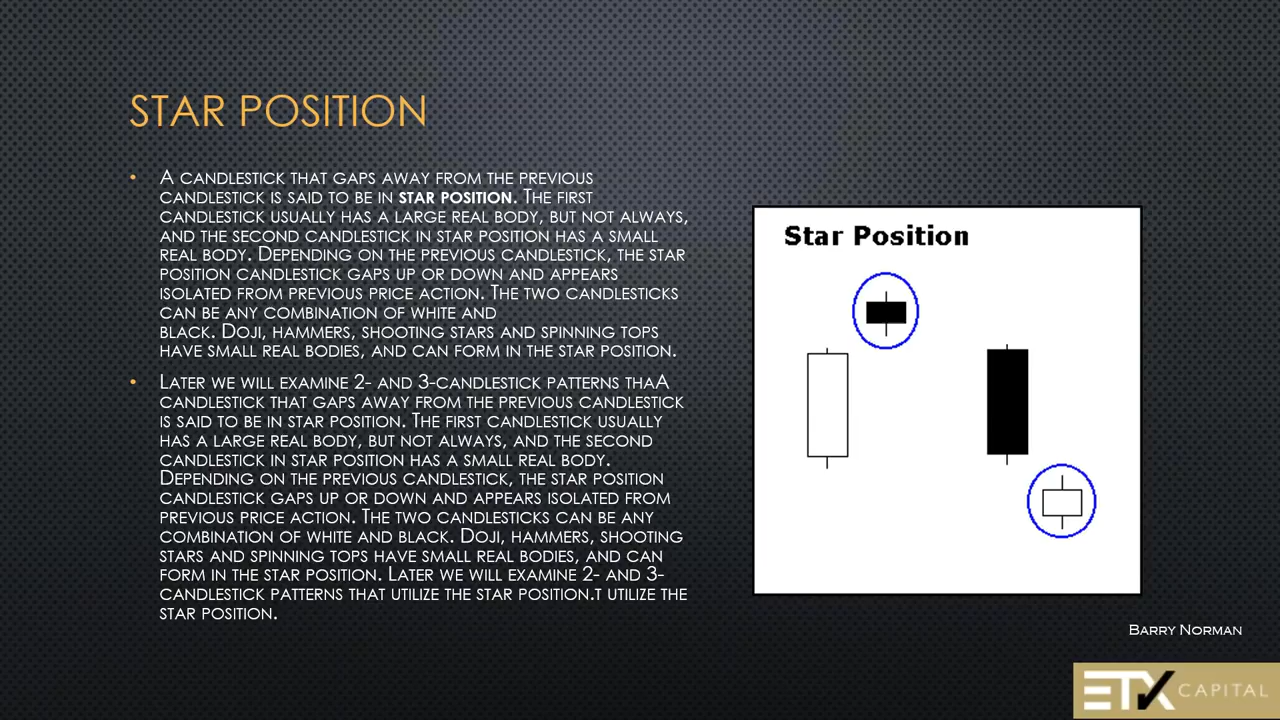 STAR POSITION
• A CANDLESTICK THAT GAPS AWAY FROM THE PREVIOUS
CANDLESTICK IS SAID TO BE IN STAR POSITION. THE FIRST
CANDLESTICK USUALLY HAS A LARGE REAL BODY, BUT NOT ALWAYS,
AND THE SECOND CANDLESTICK IN STAR POSITION HAS A SMALL
REAL BODY. DEPENDING ON THE PREVIOUS CANDLESTICK, THE STAR
POSITION CANDLESTICK GAPS UP OR DOWN AND APPEARS
ISOLATED FROM PREVIOUS PRICE ACTION. THE TWO CANDLESTICKS
CAN BE ANY COMBINATION OF WHITE AND
BLACK. DOJI, HAMMERS, SHOOTING STARS AND SPINNING TOPS
HAVE SMALL REAL BODIES, AND CAN FORM IN THE STAR POSITION.
• LATER WE WILL EXAMINE 2- AND 3-CANDLESTICK PATTERNS THAA
CANDLESTICK THAT GAPS AWAY FROM THE PREVIOUS CANDLESTICK
IS SAID TO BE IN STAR POSITION. THE FIRST CANDLESTICK USUALLY
HAS A LARGE REAL BODY, BUT NOT ALWAYS, AND THE SECOND
CANDLESTICK IN STAR POSITION HAS A SMALL REAL BODY.
DEPENDING ON THE PREVIOUS CANDLESTICK, THE STAR POSITION
CANDLESTICK GAPS UP OR DOWN AND APPEARS ISOLATED FROM
PREVIOUS PRICE ACTION. THE TWO CANDLESTICKS CAN BE ANY
COMBINATION OF WHITE AND BLACK. DOJI, HAMMERS, SHOOTING
STARS AND SPINNING TOPS HAVE SMALL REAL BODIES, AND CAN
FORM IN THE STAR POSITION. LATER WE WILL EXAMINE 2- AND 3-
CANDLESTICK PATTERNS THAT UTILIZE THE STAR POSITION.T UTILIZE THE
STAR POSITION.
Star Position
BARRY NORMAN
ETX CAPITAL